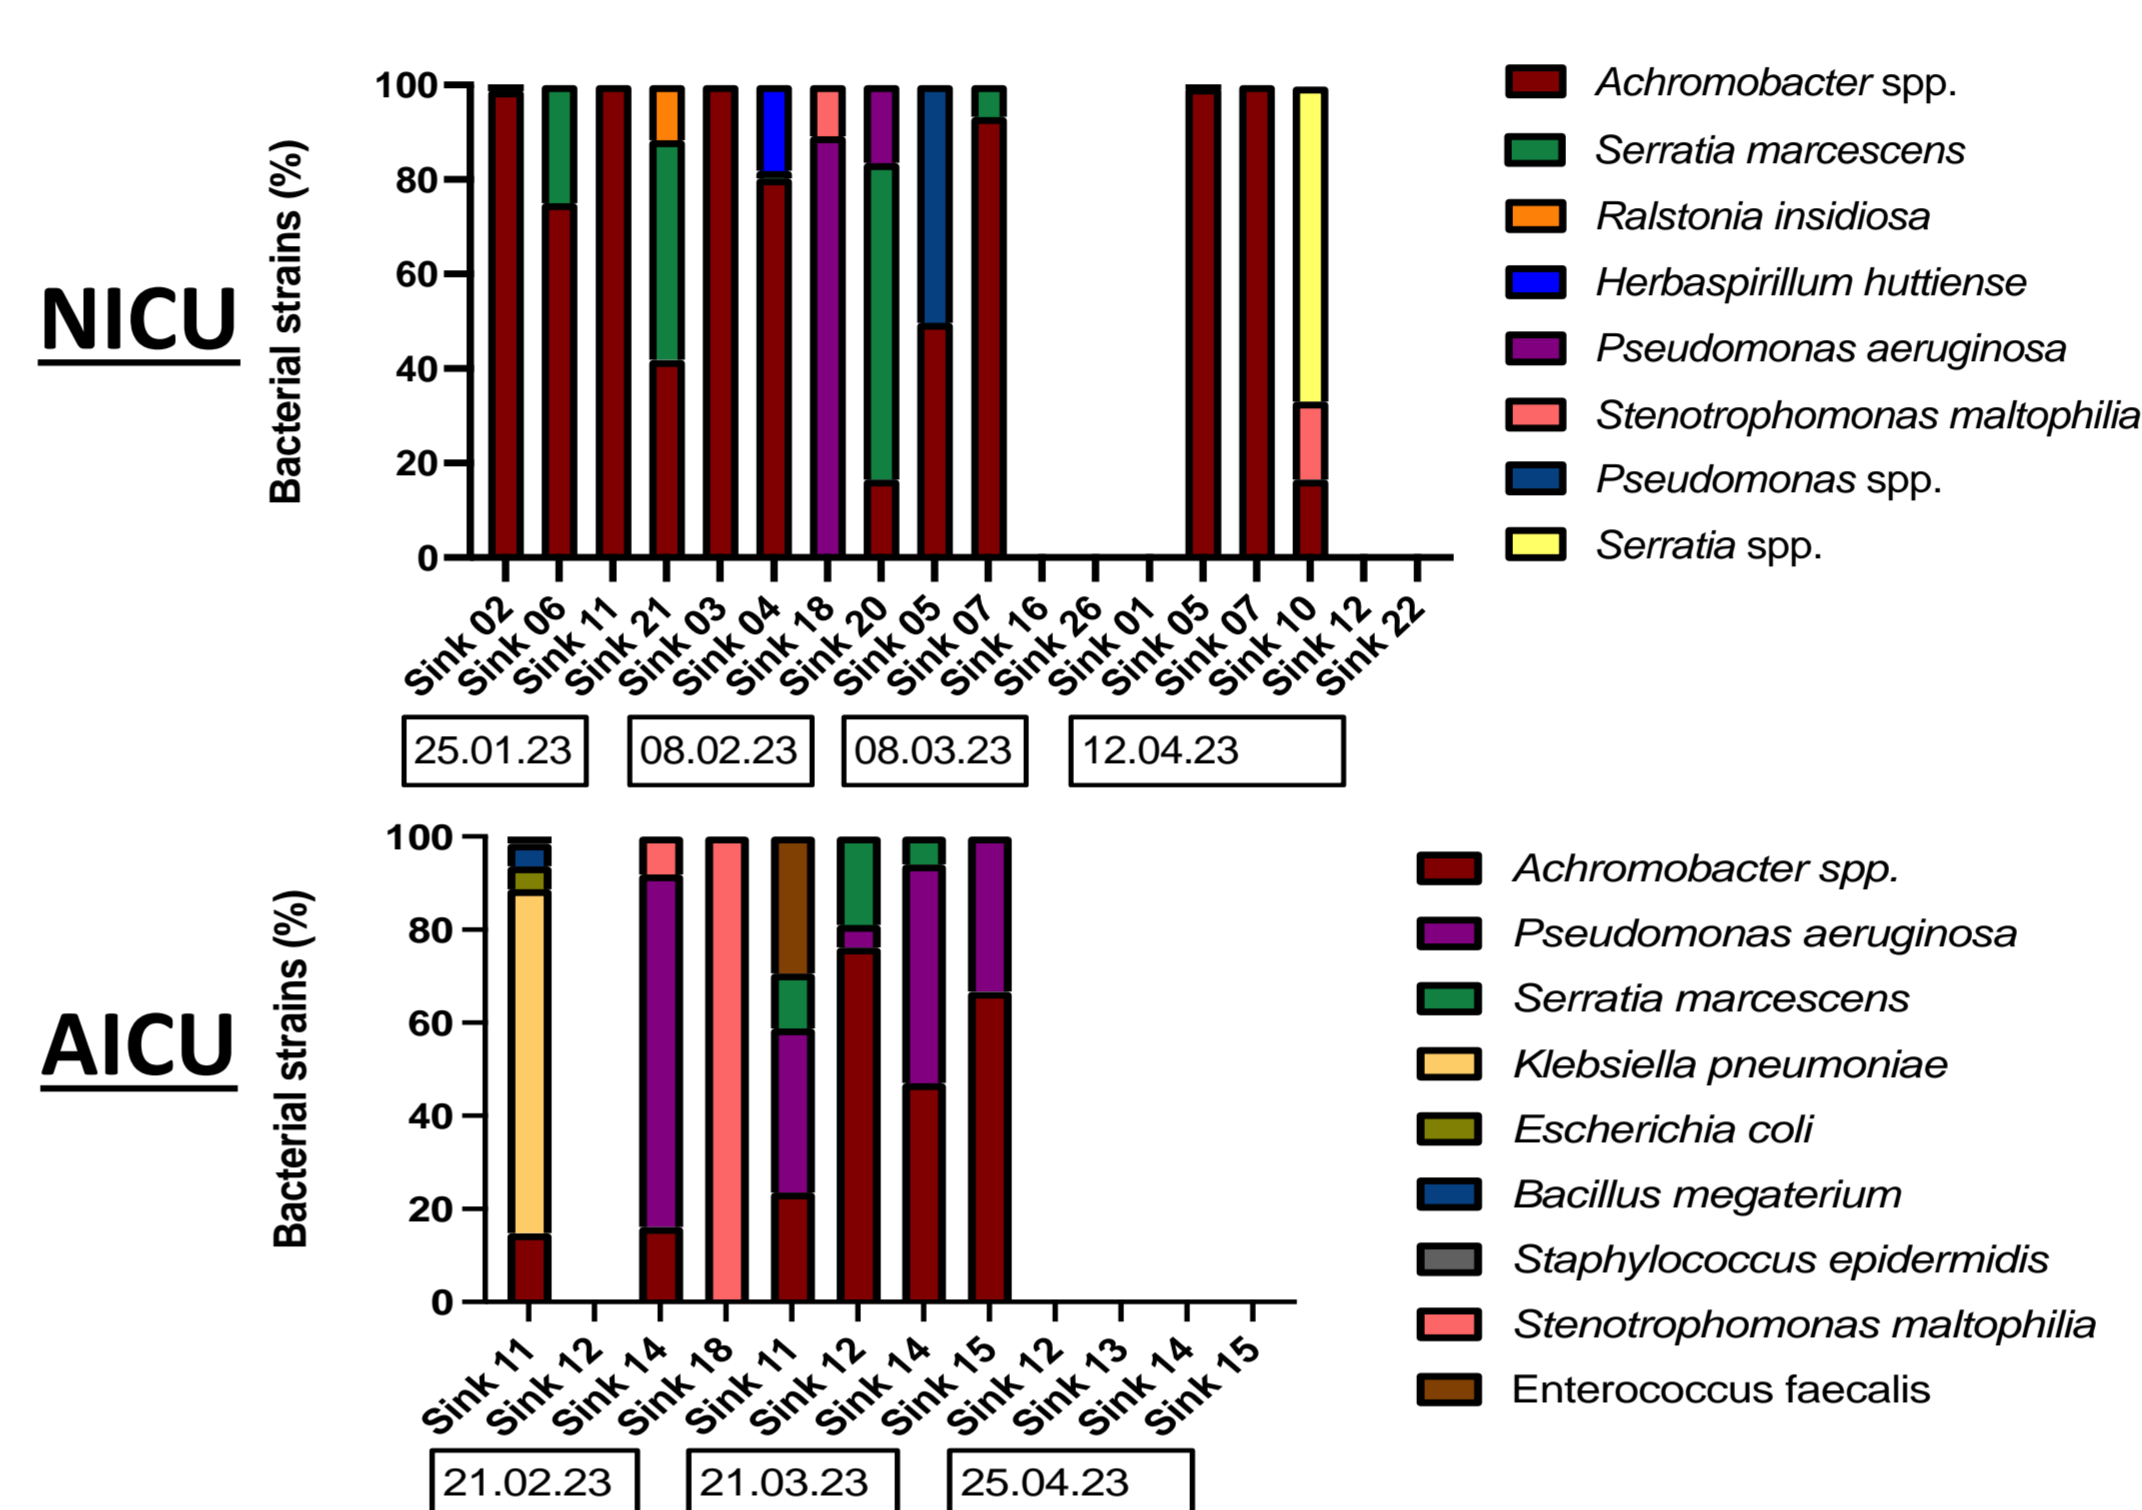 NICU
Bacterial strains (%)
100
80
60
40
20
0
Sink 02
Sink 06
Sink 11
Sink 21
Sink 03
Sink 04
Sink 18
Sink 20
Sink 05
Sink 07
Sink 16
Sink 26
Sink 01
Sink 05
Sink 07
Sink 10
Sink 12
Sink 22
25.01.23
08.02.23
08.03.23
12.04.23
Achromobacter spp.
Serratia marcescens
Ralstonia insidiosa
Herbaspirillum huttiense
Pseudomonas aeruginosa
Stenotrophomonas maltophilia
Pseudomonas spp.
Serratia spp.
AICU
Bacterial strains (%)
100
80
60
40
20
0
Sink 11
Sink 12
Sink 14
Sink 18
Sink 11
Sink 12
Sink 14
Sink 15
Sink 12
Sink 13
Sink 14
Sink 15
21.02.23
21.03.23
25.04.23
Achromobacter spp.
Pseudomonas aeruginosa
Serratia marcescens
Klebsiella pneumoniae
Escherichia coli
Bacillus megaterium
Staphylococcus epidermidis
Stenotrophomonas maltophilia
Enterococcus faecalis